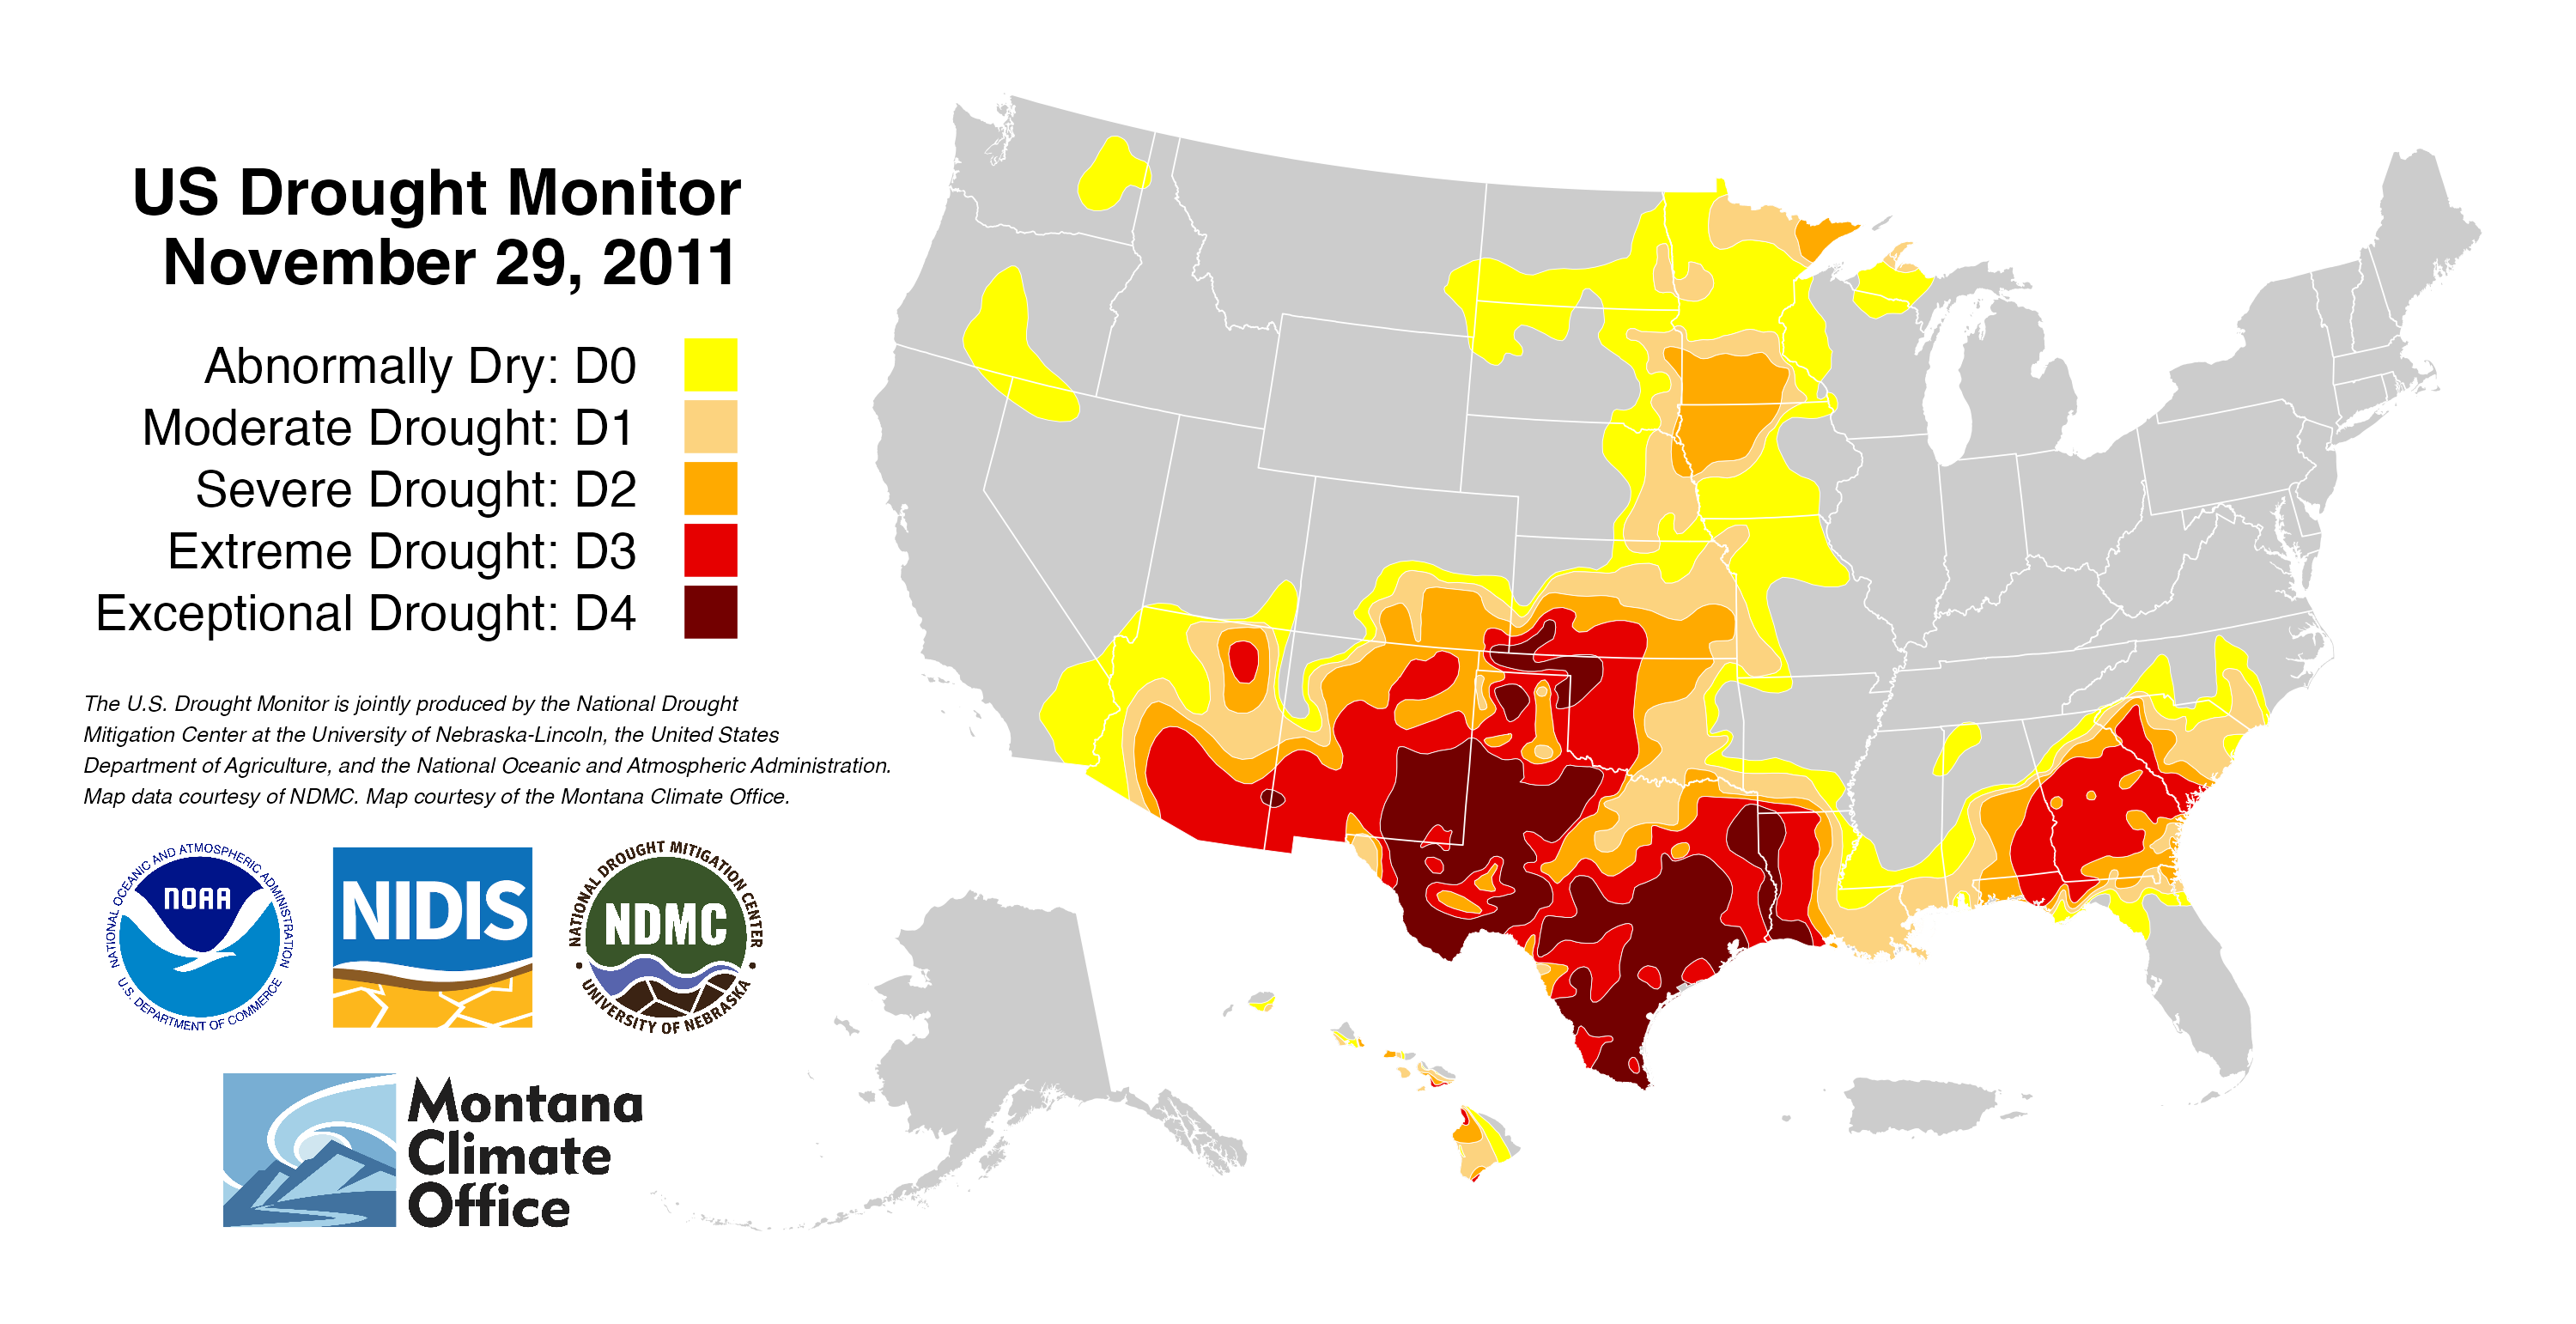 US Drought Monitor
November 29, 2011
Abnormally Dry: D0
Moderate Drought: D1
Severe Drought: D2
Extreme Drought: D3
Exceptional Drought: D4
The U.S. Drought Monitor is jointly produced by the National Drought
Mitigation Center at the University of Nebraska-Lincoln, the United States
Department of Agriculture, and the National Oceanic and Atmospheric Administration.
Map data courtesy of NDMC. Map courtesy of the Montana Climate Office.
NATIONAL OCEANIC AND ATMOSPHERIC ADMINISTRATION
NOAA
U.S. DEPARTMENT OF COMMERCE
NIDIS
NATIONAL DROUGHT MITIGATION CENTER
NDMC
UNIVERSITY OF NEBRASKA
Montana
Climate
Office